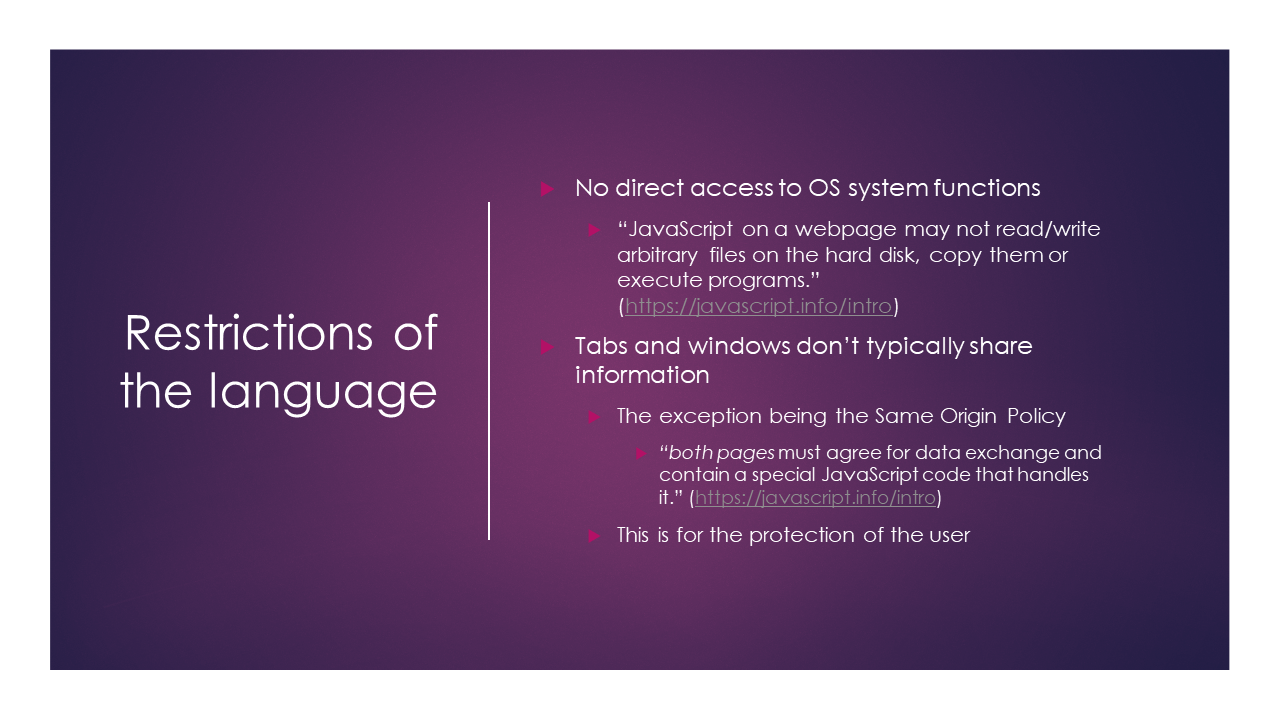 Restrictions of
the language
No direct access to OS system functions
“JavaScript on a webpage may not read/write
arbitrary files on the hard disk, copy them or
execute programs.”
(https://javascript.info/intro)
Tabs and windows don’t typically share
information
The exception being the Same Origin Policy
“both pages must agree for data exchange and
contain a special JavaScript code that handles
it.” (https://javascript.info/intro)
This is for the protection of the user